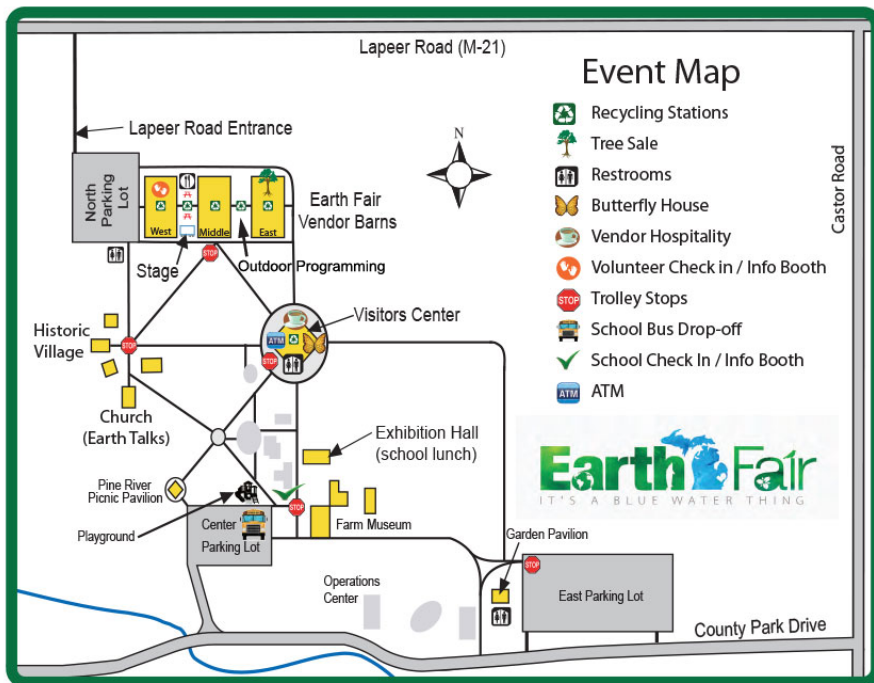 Lapeer Road (M-21)
Event Map
Recycling Stations
Tree Sale
Restrooms
Butterfly House
Vendor Hospitality
Volunteer Check in / Info Booth
STOP
Trolley Stops
School Bus Drop-off
School Check In / Info Booth
ATM
ATM
Castor Road
Lapeer Road Entrance
N
North
Parking
Lot
West
Middle
East
Earth Fair
Vendor Barns
Stage
STOP
Outdoor Programming
Visitors Center
ATM
STOP
Historic
Village
STOP
Church
(Earth Talks)
Exhibition Hall
(school lunch)
Earth Fair
IT'S A BLUE WATER THING
Pine River
Picnic Pavilion
Playground
Center
Parking Lot
STOP
Farm Museum
Garden Pavilion
STOP
Operations
Center
East Parking Lot
County Park Drive